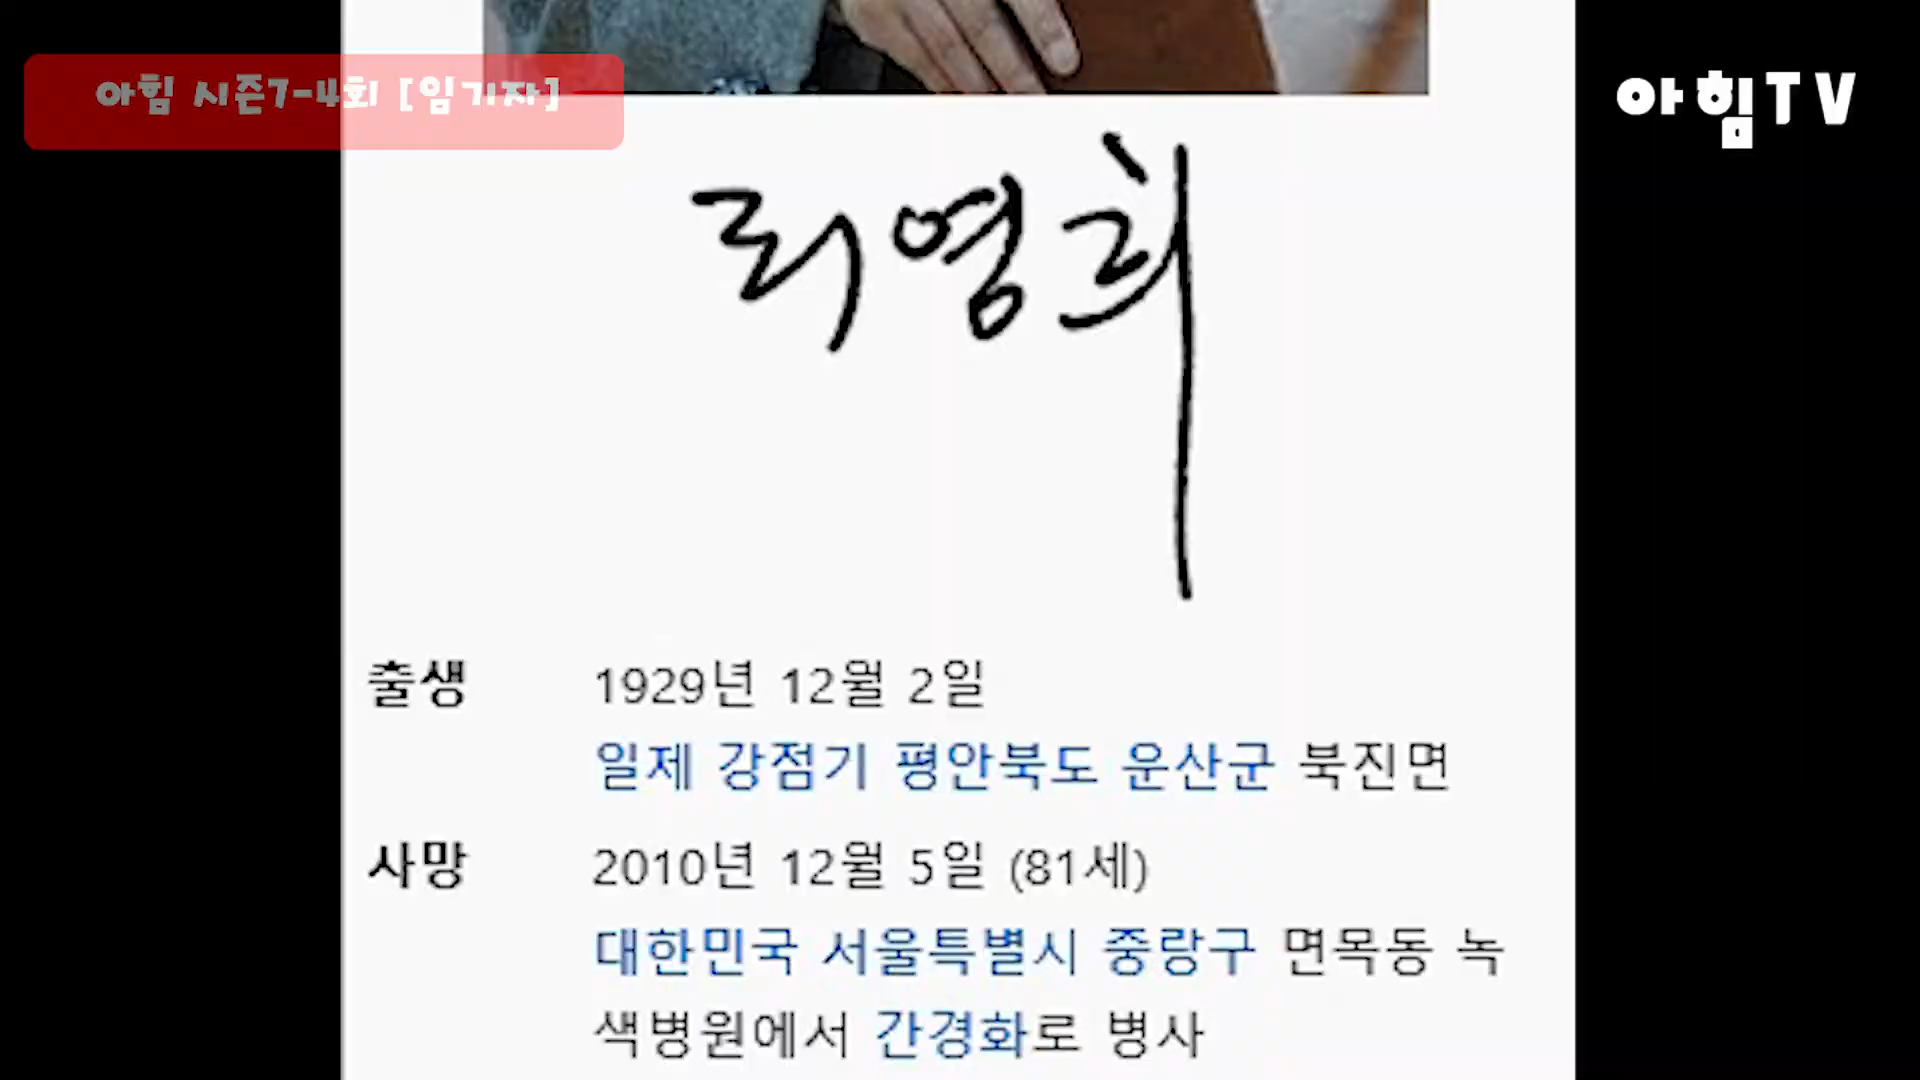 아힘 시즌7-4회 [임기자]
아힘TV
리영희
출생 1929년 12월 2일
일제 강점기 평안북도 운산군 북진면
사망 2010년 12월 5일 (81세)
대한민국 서울특별시 중랑구 면목동 녹
색병원에서 간경화로 병사